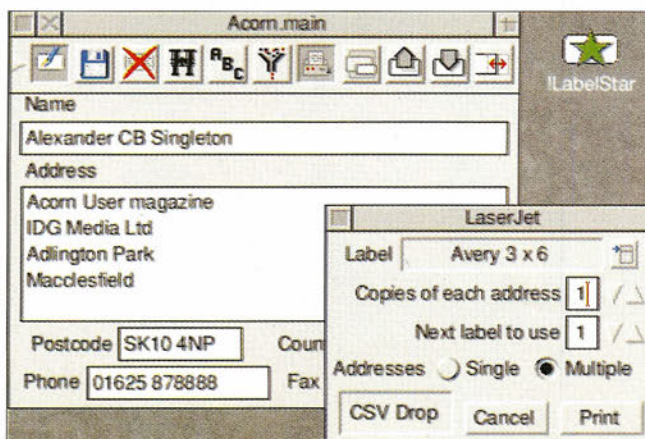 Acorn.main
ABC
!LabelStar
Name
Alexander CB Singleton
Address
Acorn User magazine
IDG Media Ltd
Adlington Park
Macclesfield
Postcode SK10 4NP Coun
Phone 01625 878888 Fax
LaserJet
Label Avery 3 x 6
Copies of each address 1
Next label to use 1
Addresses Single Multiple
CSV Drop Cancel Print